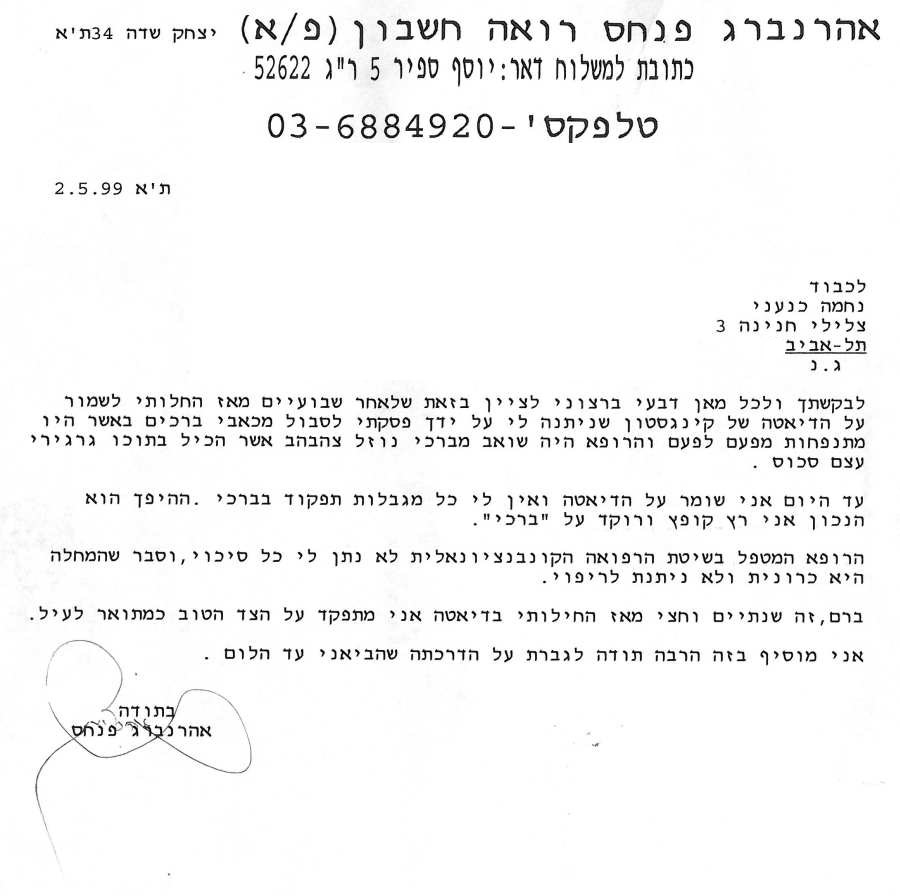 אהרנברג פנחס רואה חשבון (פ/א) יצחק שדה 34ת'א
כתובת למשלוח דאר:יוסף ספיר 5 ר"ג 52622
טלפקס'-03-6884920
ת'א 2.5.99
לכבוד
נחמה כנעני
צלילי חנינה 3
תל-אביב
ג.נ
לבקשתך ולכל מאן דבעי ברצוני לציין בזאת שלאחר שבועיים מאז החלותי לשמור
על הדיאטה של קינגסטון שניתנה לי על ידך פסקתי לסבול מכאבי ברכים באשר היו
מתנפחות מפעם לפעם והרופא היה שואב מברכי נוזל צהבהב אשר הכיל בתוכו גרגירי
עצם סכוס .
עד היום אני שומר על הדיאטה ואין לי כל מגבלות תפקוד בברכי .ההיפך הוא
הנכון אני רץ קופץ ורוקד על "ברכי".
הרופא המטפל בשיטת הרפואה הקונבנציונאלית לא נתן לי כל סיכוי,וסבר שהמחלה
היא כרונית ולא ניתנת לריפוי.
ברם,זה שנתיים וחצי מאז החילותי בדיאטה אני מתפקד על הצד הטוב כמתואר לעיל.
אני מוסיף בזה הרבה תודה לגברת על הדרכתה שהביאני עד הלום .
בתודה
אהרנברג פנחס